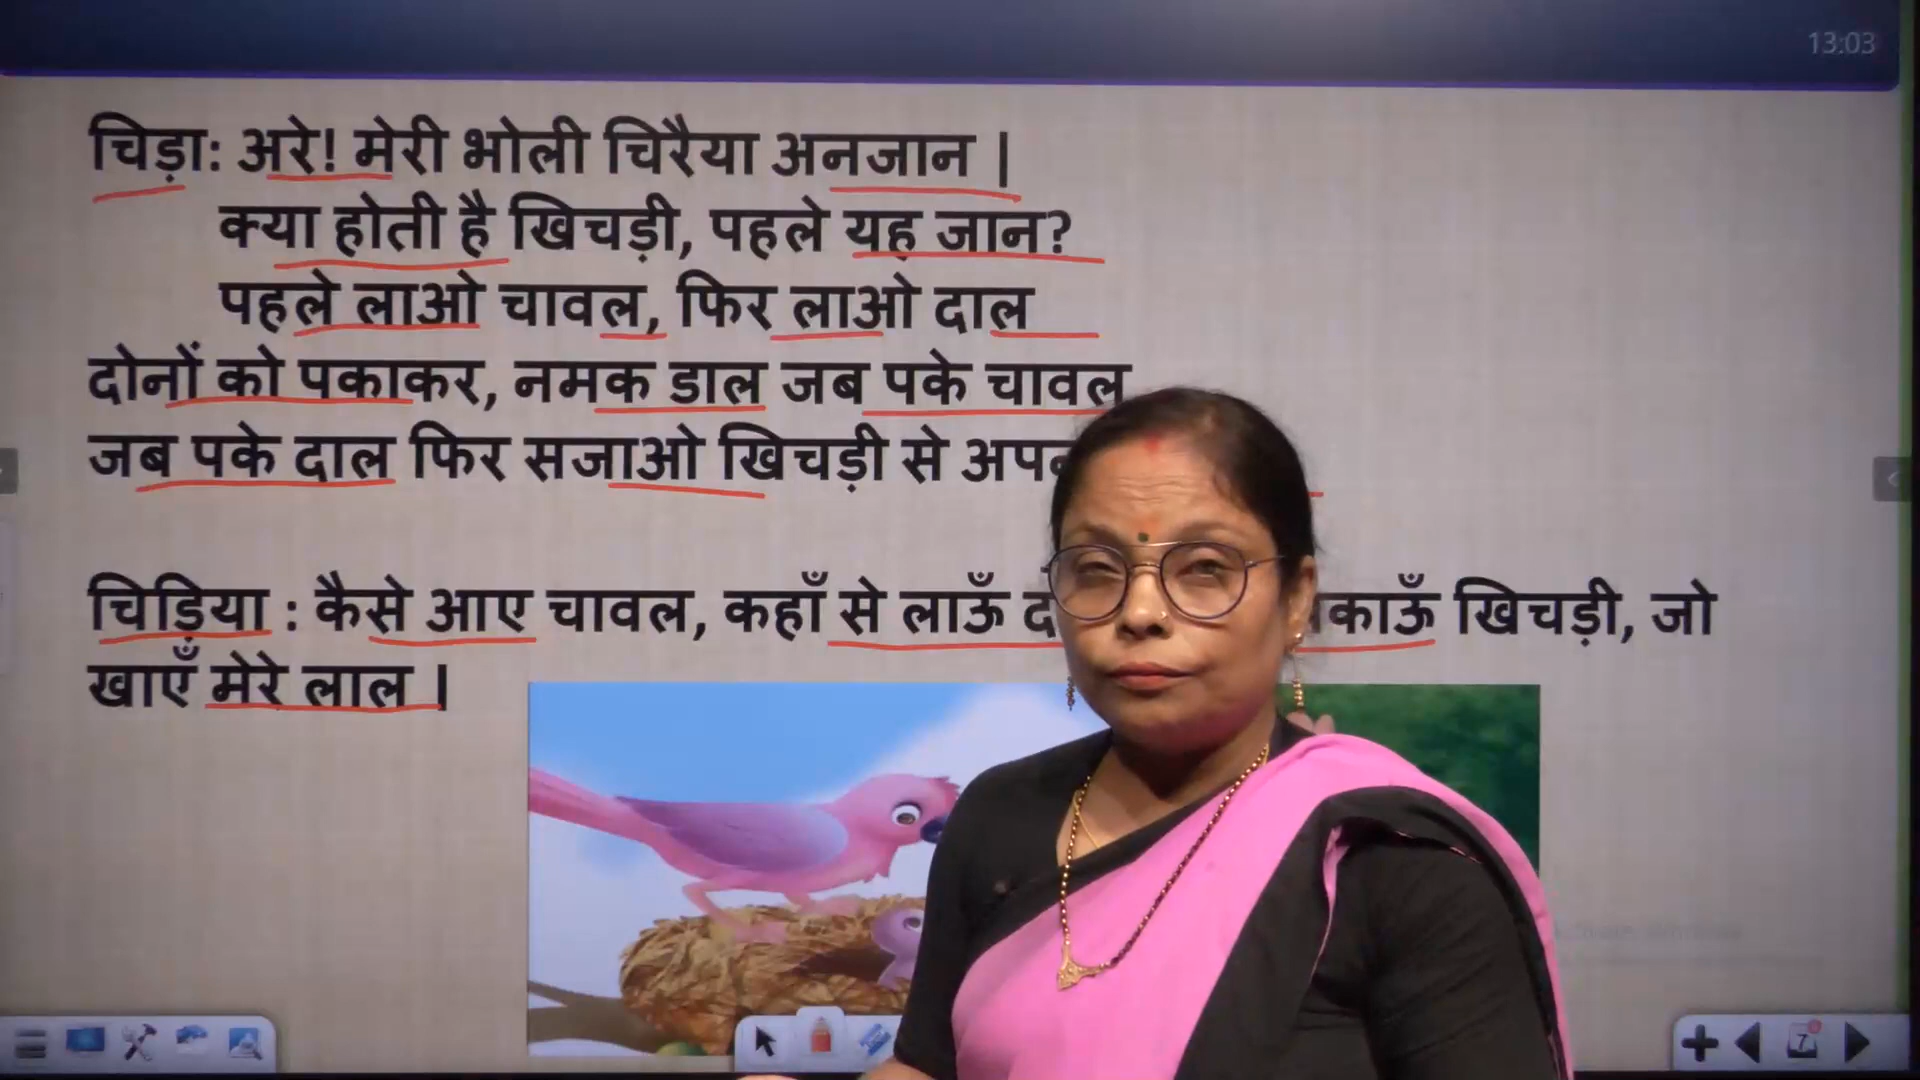 13:03
चिड़ा: अरे! मेरी भोली चिरैया अनजान |
क्या होती है खिचड़ी, पहले यह जान?
पहले लाओ चावल, फिर लाओ दाल
दोनों को पकाकर, नमक डाल जब पके चावल
जब पके दाल फिर सजाओ खिचड़ी से
चिड़िया : कैसे आए चावल, कहाँ से लाऊँ खिचड़ी, जो
खाएँ मेरे लाल |
7